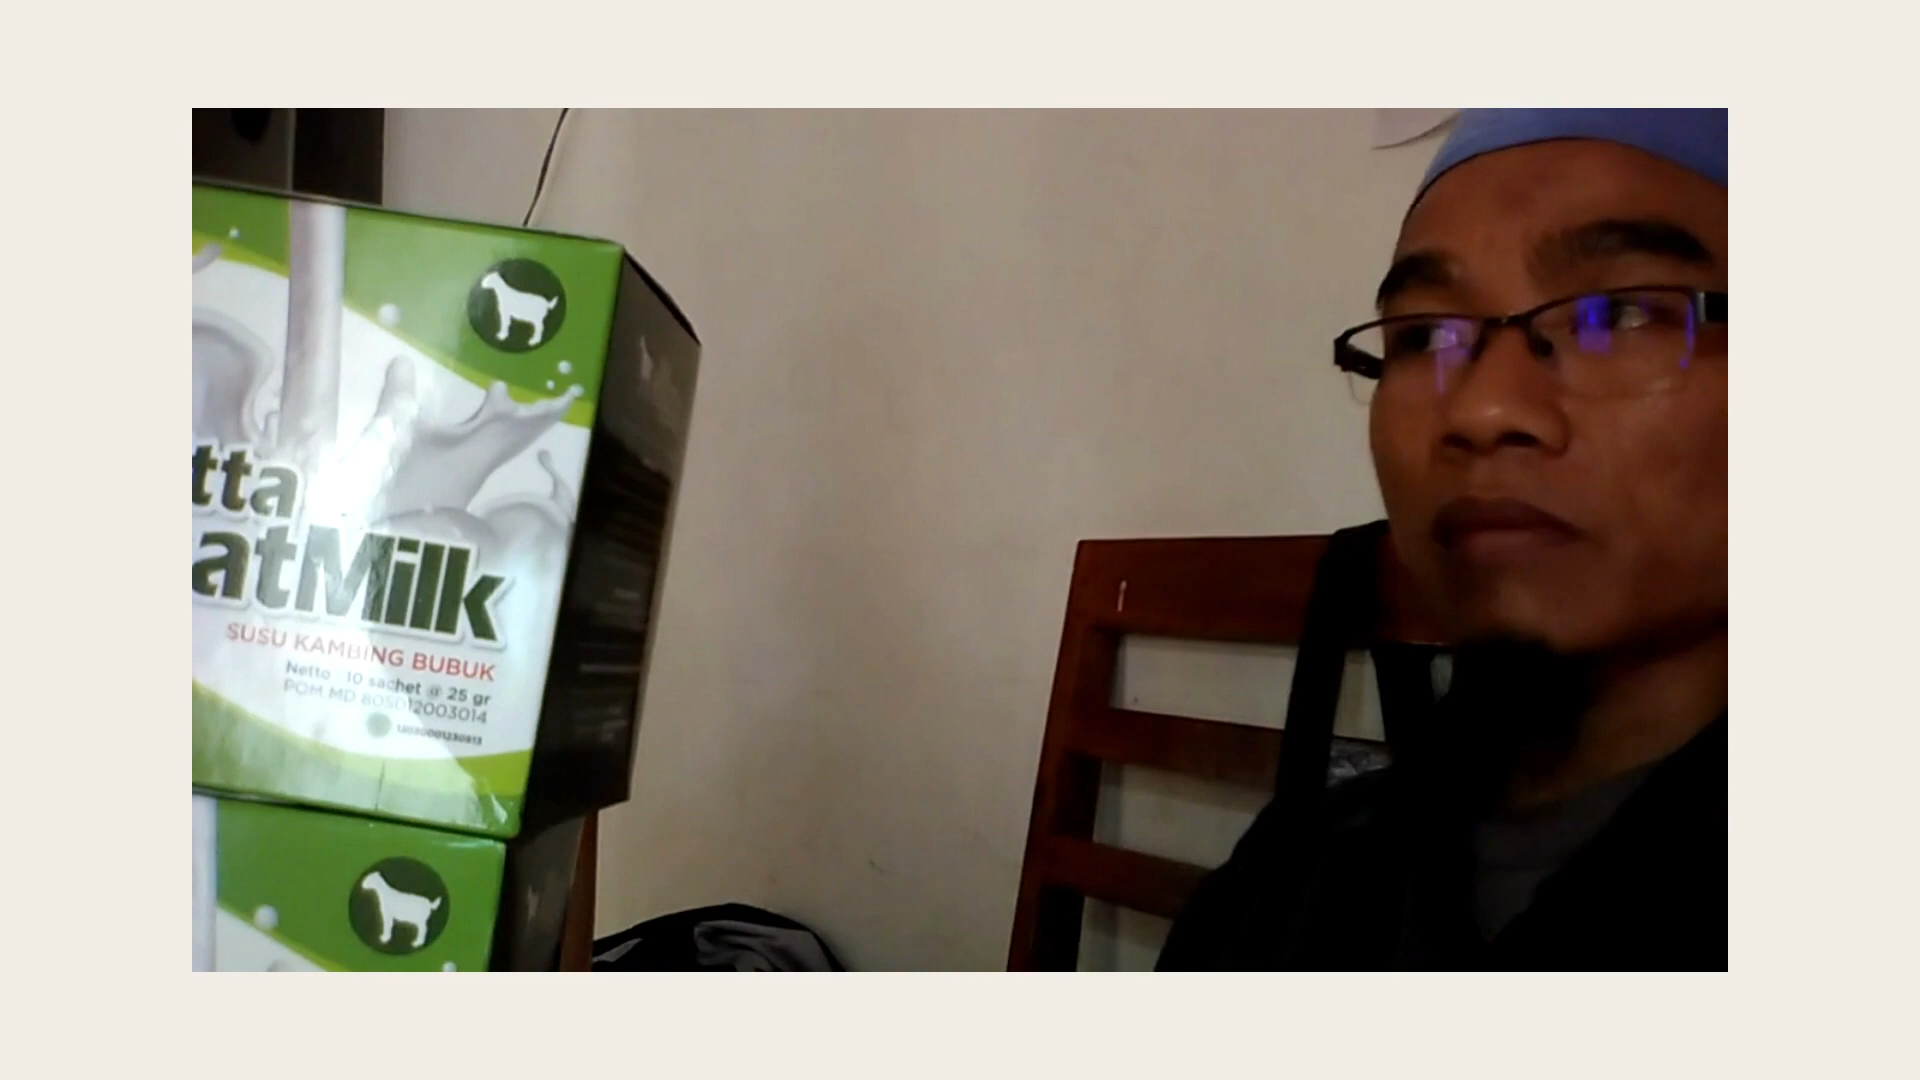 tta
atMilk
SUSU KAMBING BUBUK
Netto 10 sachet @ 25 gr
POM MD 805012003014